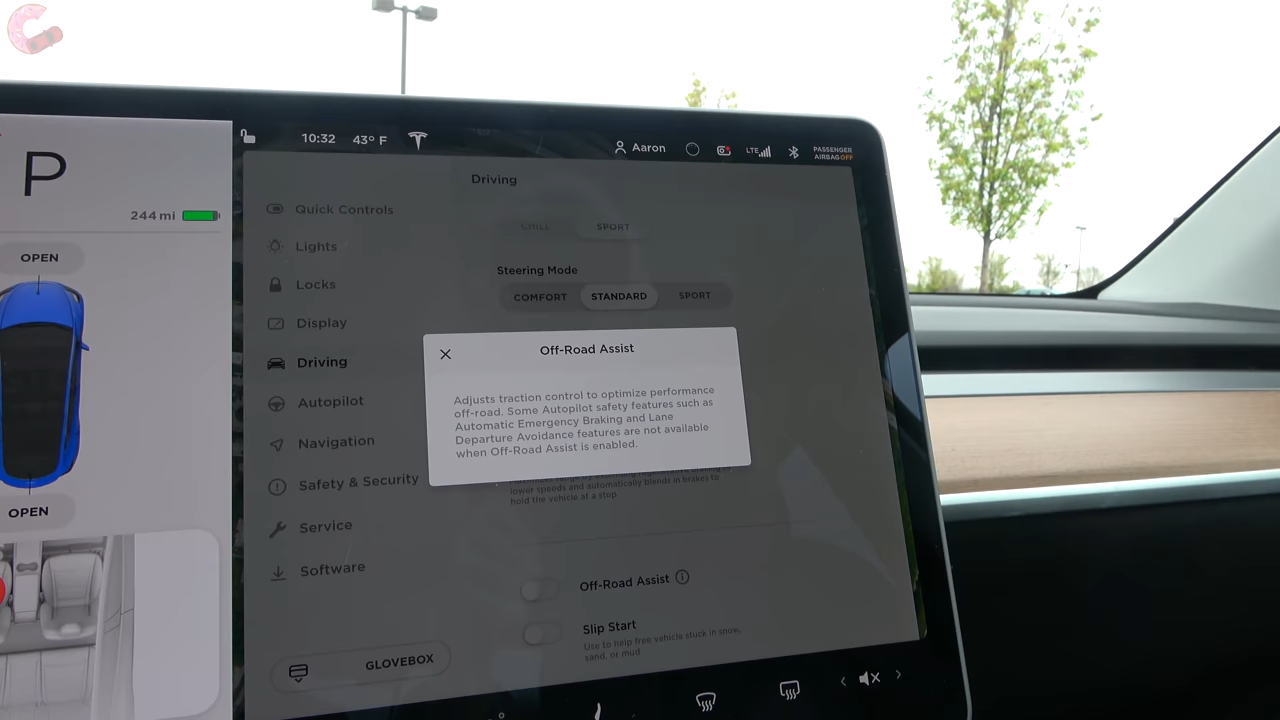 P
244 mi
OPEN
OPEN
10:32 43° F
Aaron
LTE
PASSENGER
AIRBAG OFF
Driving
Quick Controls
Lights
Locks
Display
Driving
Autopilot
Navigation
Safety & Security
Service
Software
GLOVEBOX
CHILL SPORT
Steering Mode
COMFORT STANDARD SPORT
Off-Road Assist
Adjusts traction control to optimize performance
off-road. Some Autopilot safety features such as
Automatic Emergency Braking and Lane
Departure Avoidance features are not available
when Off-Road Assist is enabled.
lower speeds and automatically blends in brakes to
hold the vehicle at a stop
Off-Road Assist
Slip Start
Use to help free vehicle stuck in snow,
sand, or mud